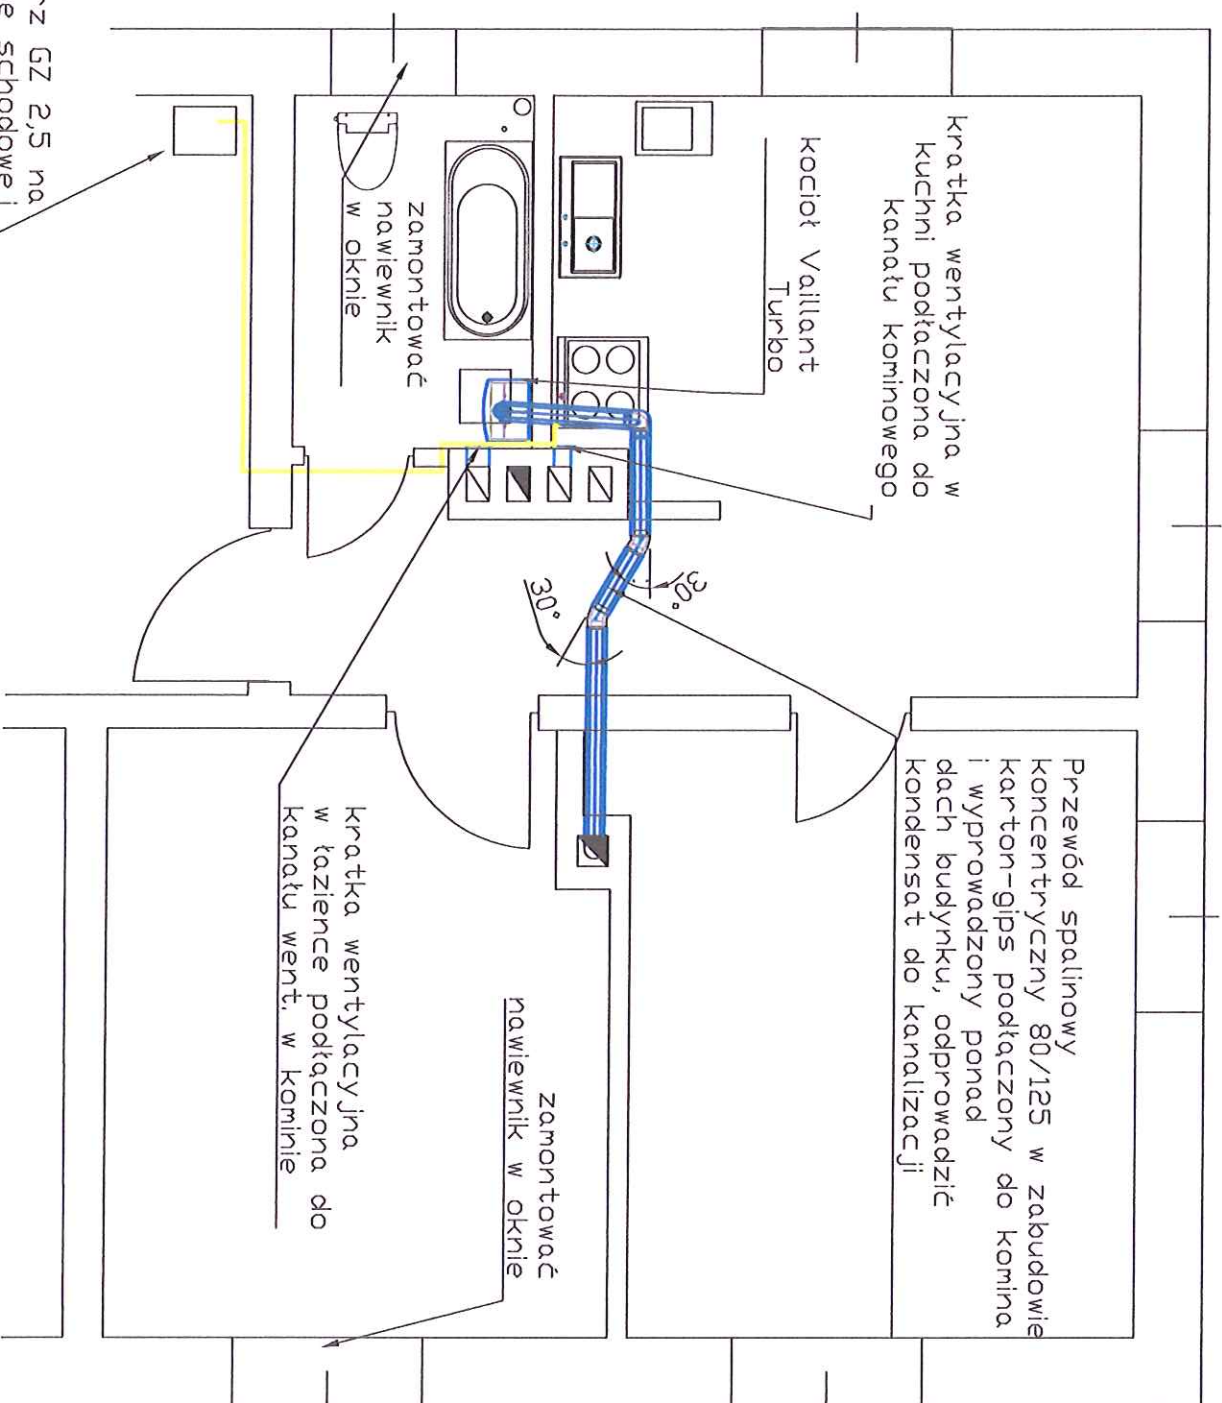 kratka wentylacyjna w
kuchni podłączona do
kanału kominowego
kocioł Vaillant
Turbo
zamontować
nawiewnik
w oknie
rz GZ 2,5 na
schodowej
30°
30°
Przewód spalinowy
koncentryczny 80/125 w zabudowie
karton-gips podłączony do komina
i wyprowadzony ponad
dach budynku, odprowadzić
kondensat do kanalizacji
zamontować
nawiewnik w oknie
kratka wentylacyjna
w łazience podłączona do
kanału went. w kominie